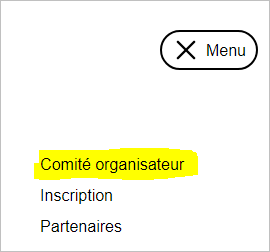 Menu
Comité organisateur
Inscription
Partenaires